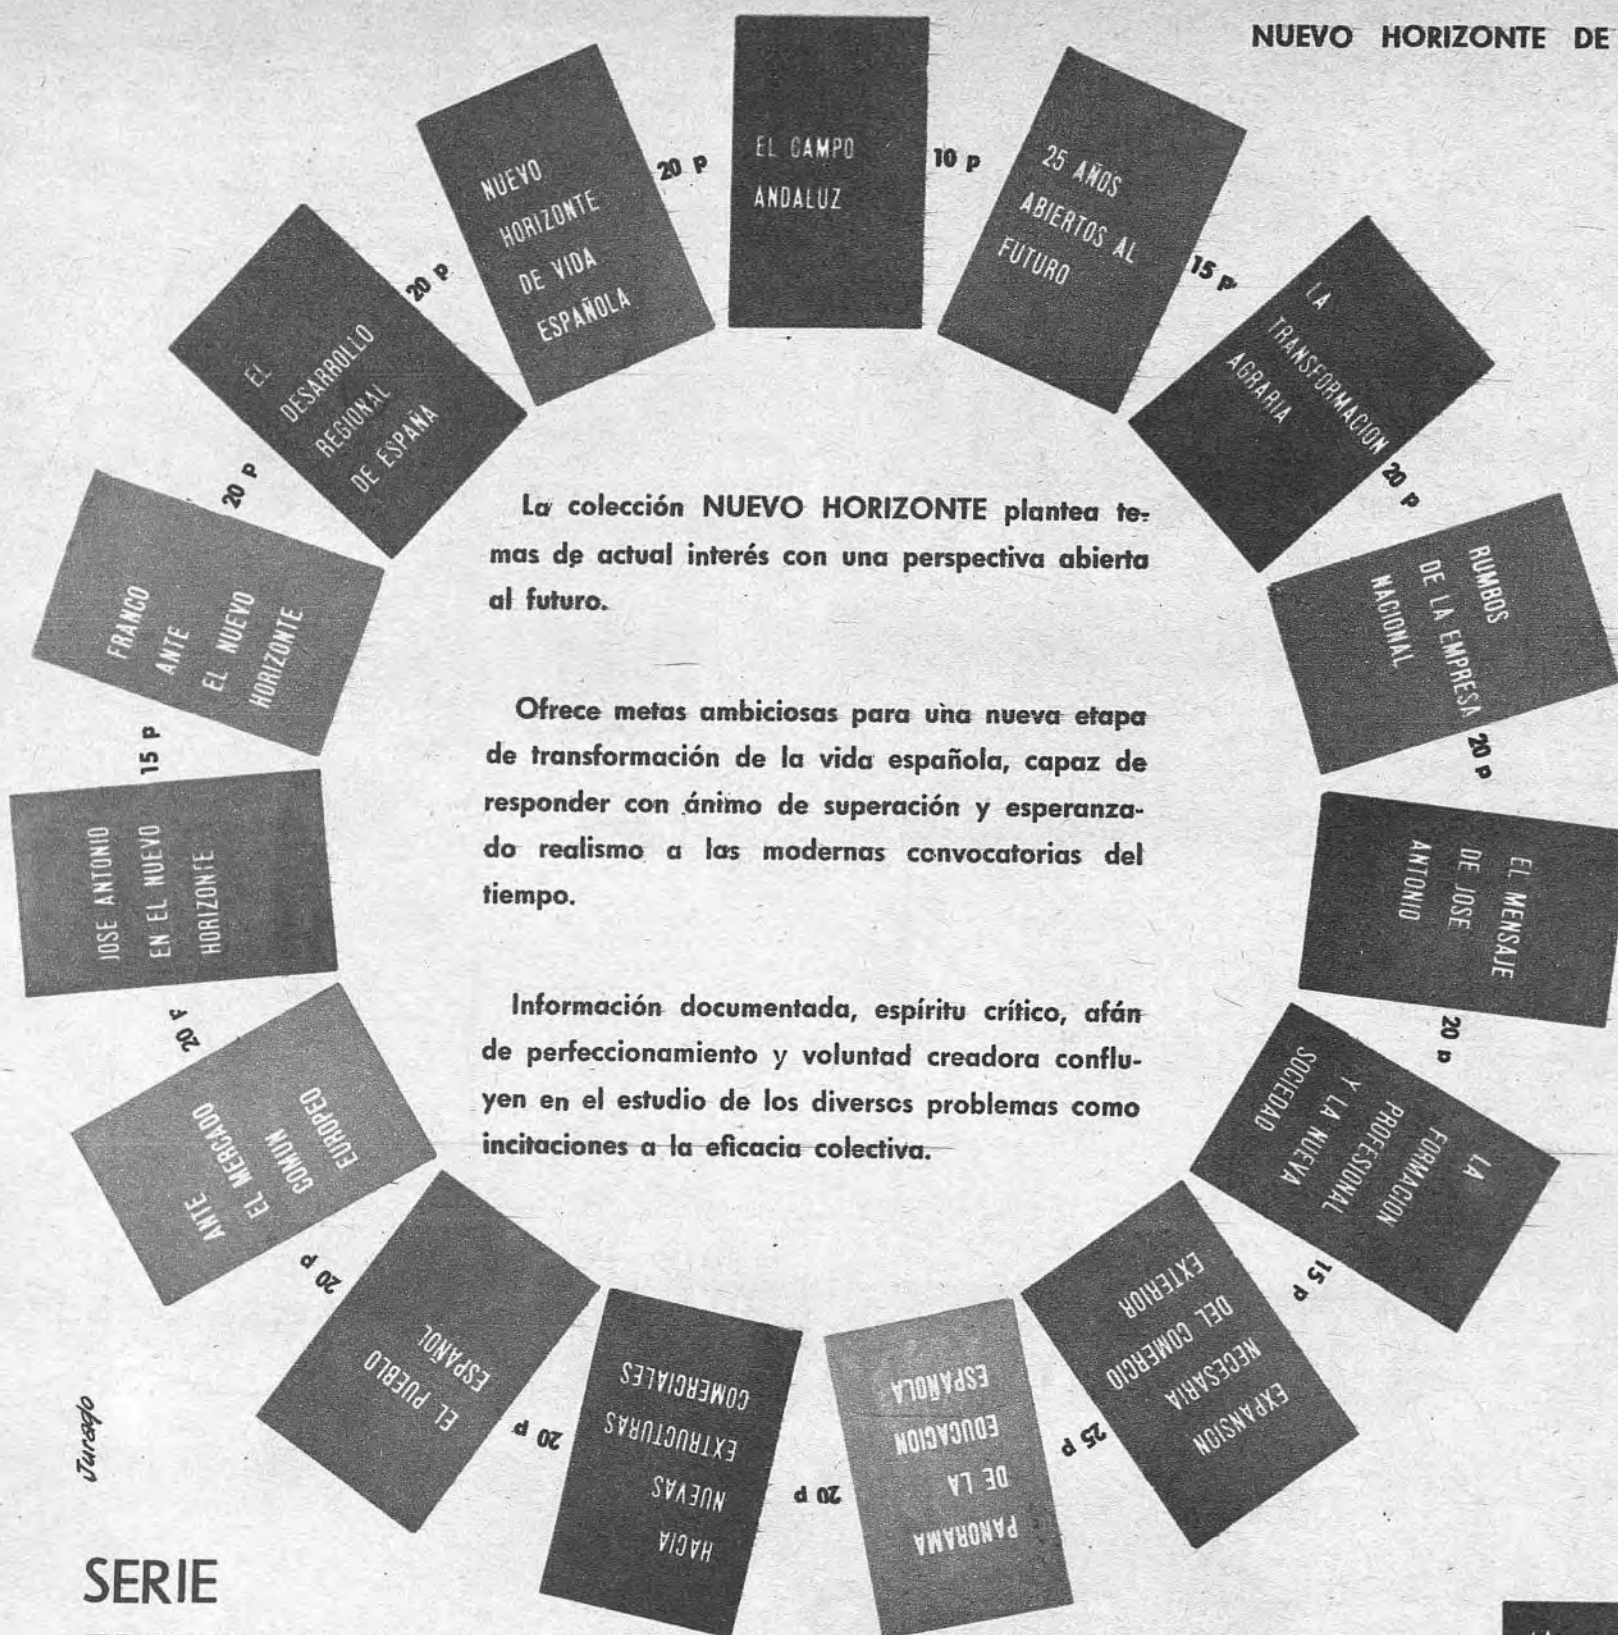 NUEVO HORIZONTE DE
EL CAMPO
ANDALUZ
10 p
25 AÑOS
ABIERTOS AL
FUTURO
15 p
LA
TRANSFORMACION
AGRARIA
20 p
RUMBOS
DE LA EMPRESA
NACIONAL
20 p
EL MENSAJE
DE JOSE
ANTONIO
20 p
LA
FORMACION
PROFESIONAL
Y LA NUEVA
SOCIEDAD
15 p
EXPANSION
NECESARIA
DEL COMERCIO
EXTERIOR
25 p
PANORAMA
DE LA
EDUCACION
ESPAÑOLA
20 p
HACIA
NUEVAS
EXTRUCTURAS
COMERCIALES
20 p
EL PUEBLO
ESPAÑOL
20 p
ANTE
EL MERCADO
COMUN
EUROPEO
20 p
JOSE ANTONIO
EN EL NUEVO
HORIZONTE
15 p
FRANCO
ANTE
EL NUEVO
HORIZONTE
20 p
EL
DESARROLLO
REGIONAL
DE ESPAÑA
20 p
NUEVO
HORIZONTE
DE VIDA
ESPAÑOLA
20 p
La colección NUEVO HORIZONTE plantea te-
mas de actual interés con una perspectiva abierta
al futuro.
Ofrece metas ambiciosas para una nueva etapa
de transformación de la vida española, capaz de
responder con ánimo de superación y esperanza-
do realismo a las modernas convocatorias del
tiempo.
Información documentada, espíritu crítico, afán
de perfeccionamiento y voluntad creadora conflu-
yen en el estudio de los diversos problemas como
incitaciones a la eficacia colectiva.
Jurado
SERIE